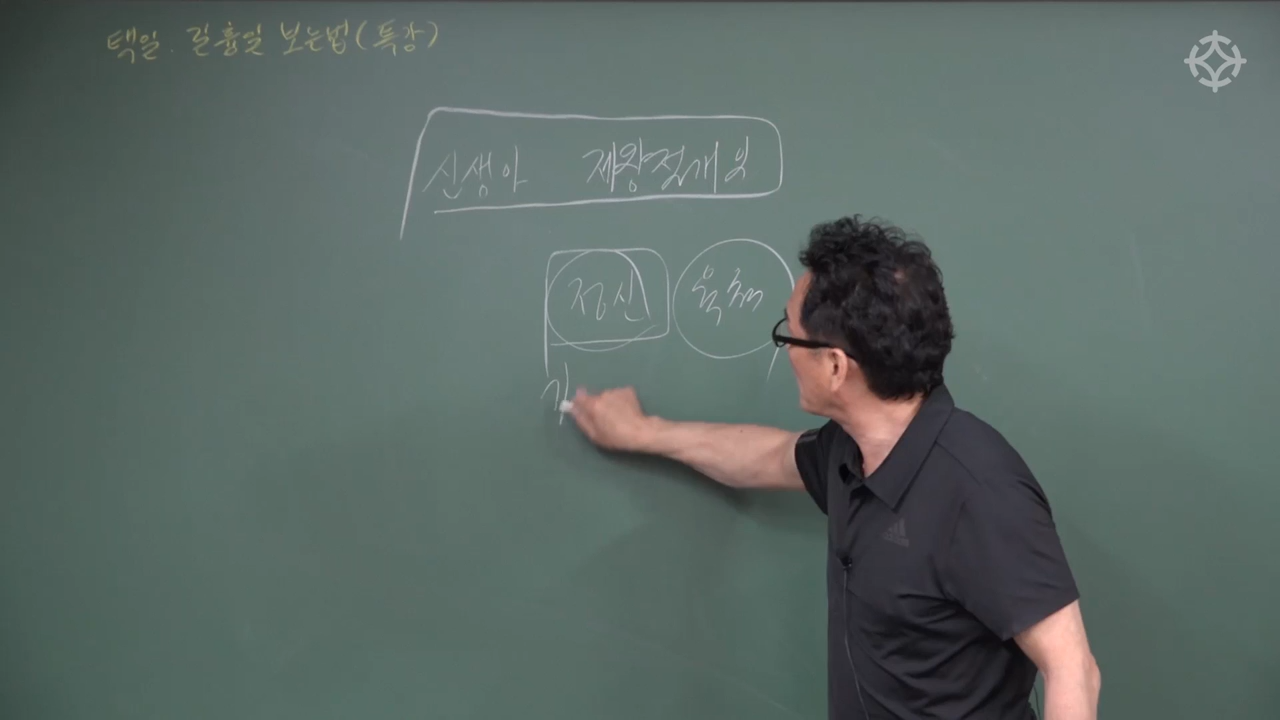 택일. 길흉일 보는법(특강)
신생아 제왕절개 일
정신 육체